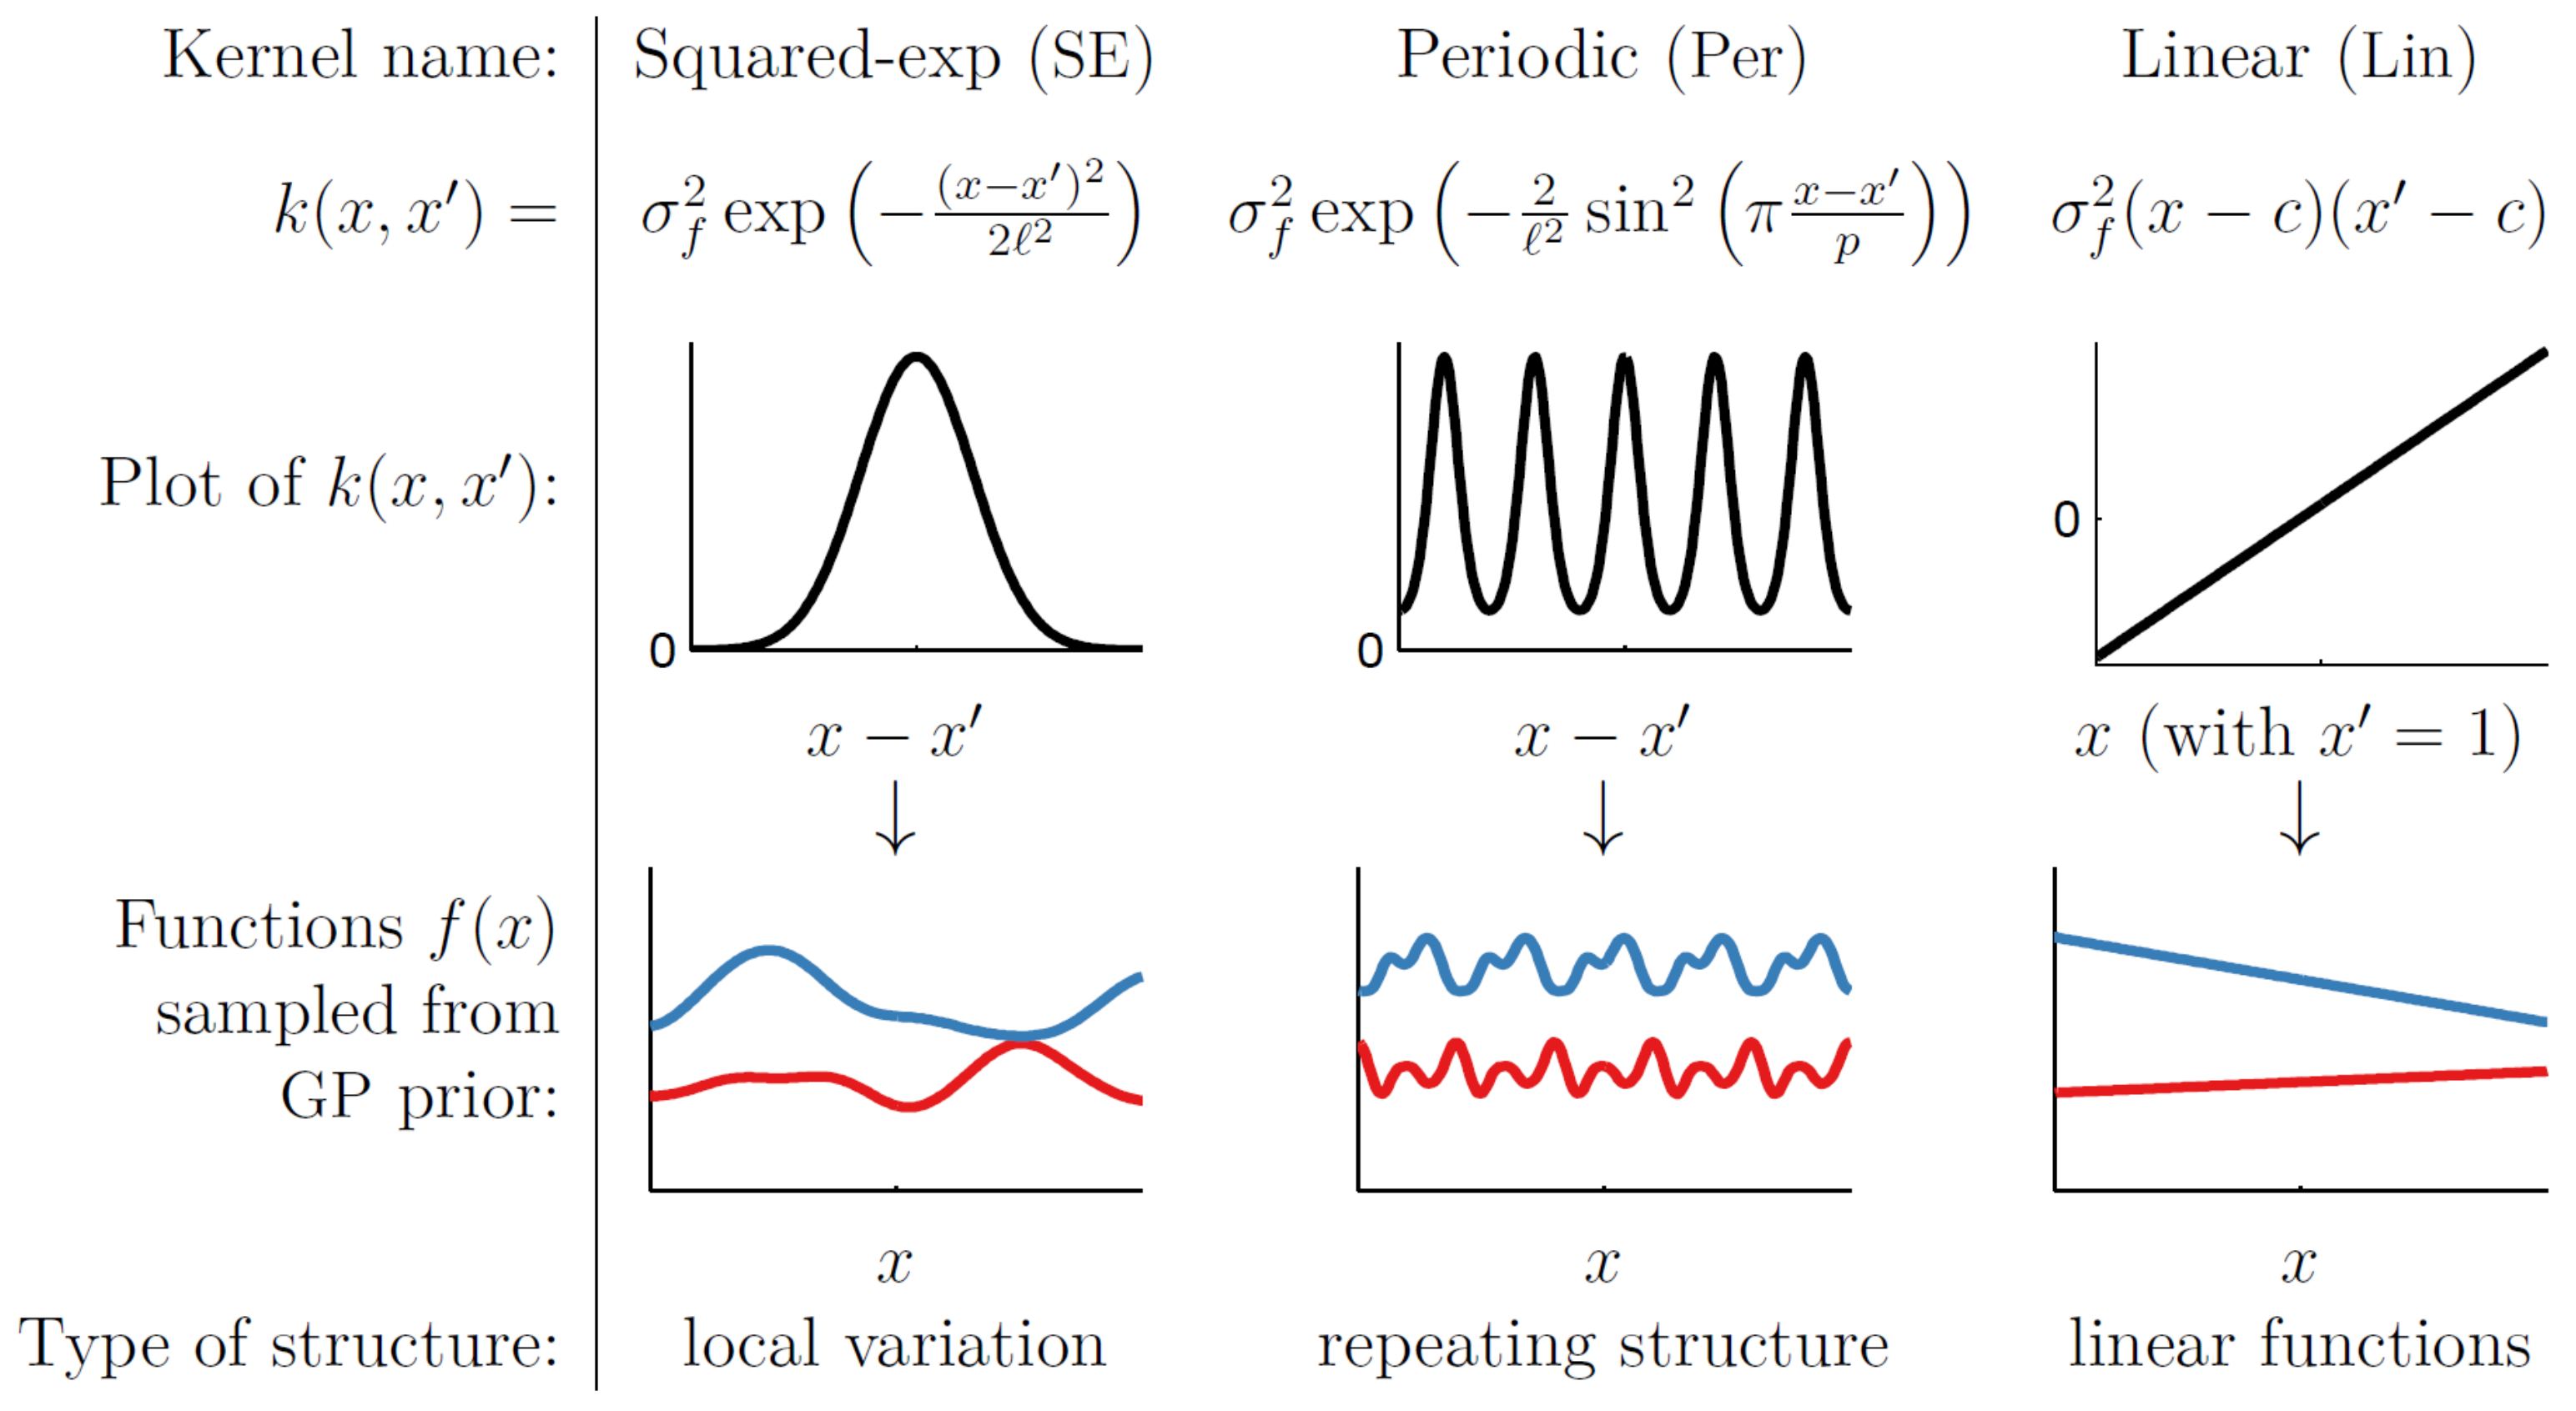 Kernel name: Squared-exp (SE) Periodic (Per) Linear (Lin)
k(x, x′) = σ_f^2 exp(−(x−x′)^2/2ℓ^2) σ_f^2 exp(−2/ℓ^2 sin^2(π x−x′/p)) σ_f^2(x − c)(x′ − c)
Plot of k(x, x′):
0 0 0
x − x′ x − x′ x (with x′ = 1)
↓ ↓ ↓
Functions f(x)
sampled from
GP prior:
x x x
Type of structure: local variation repeating structure linear functions